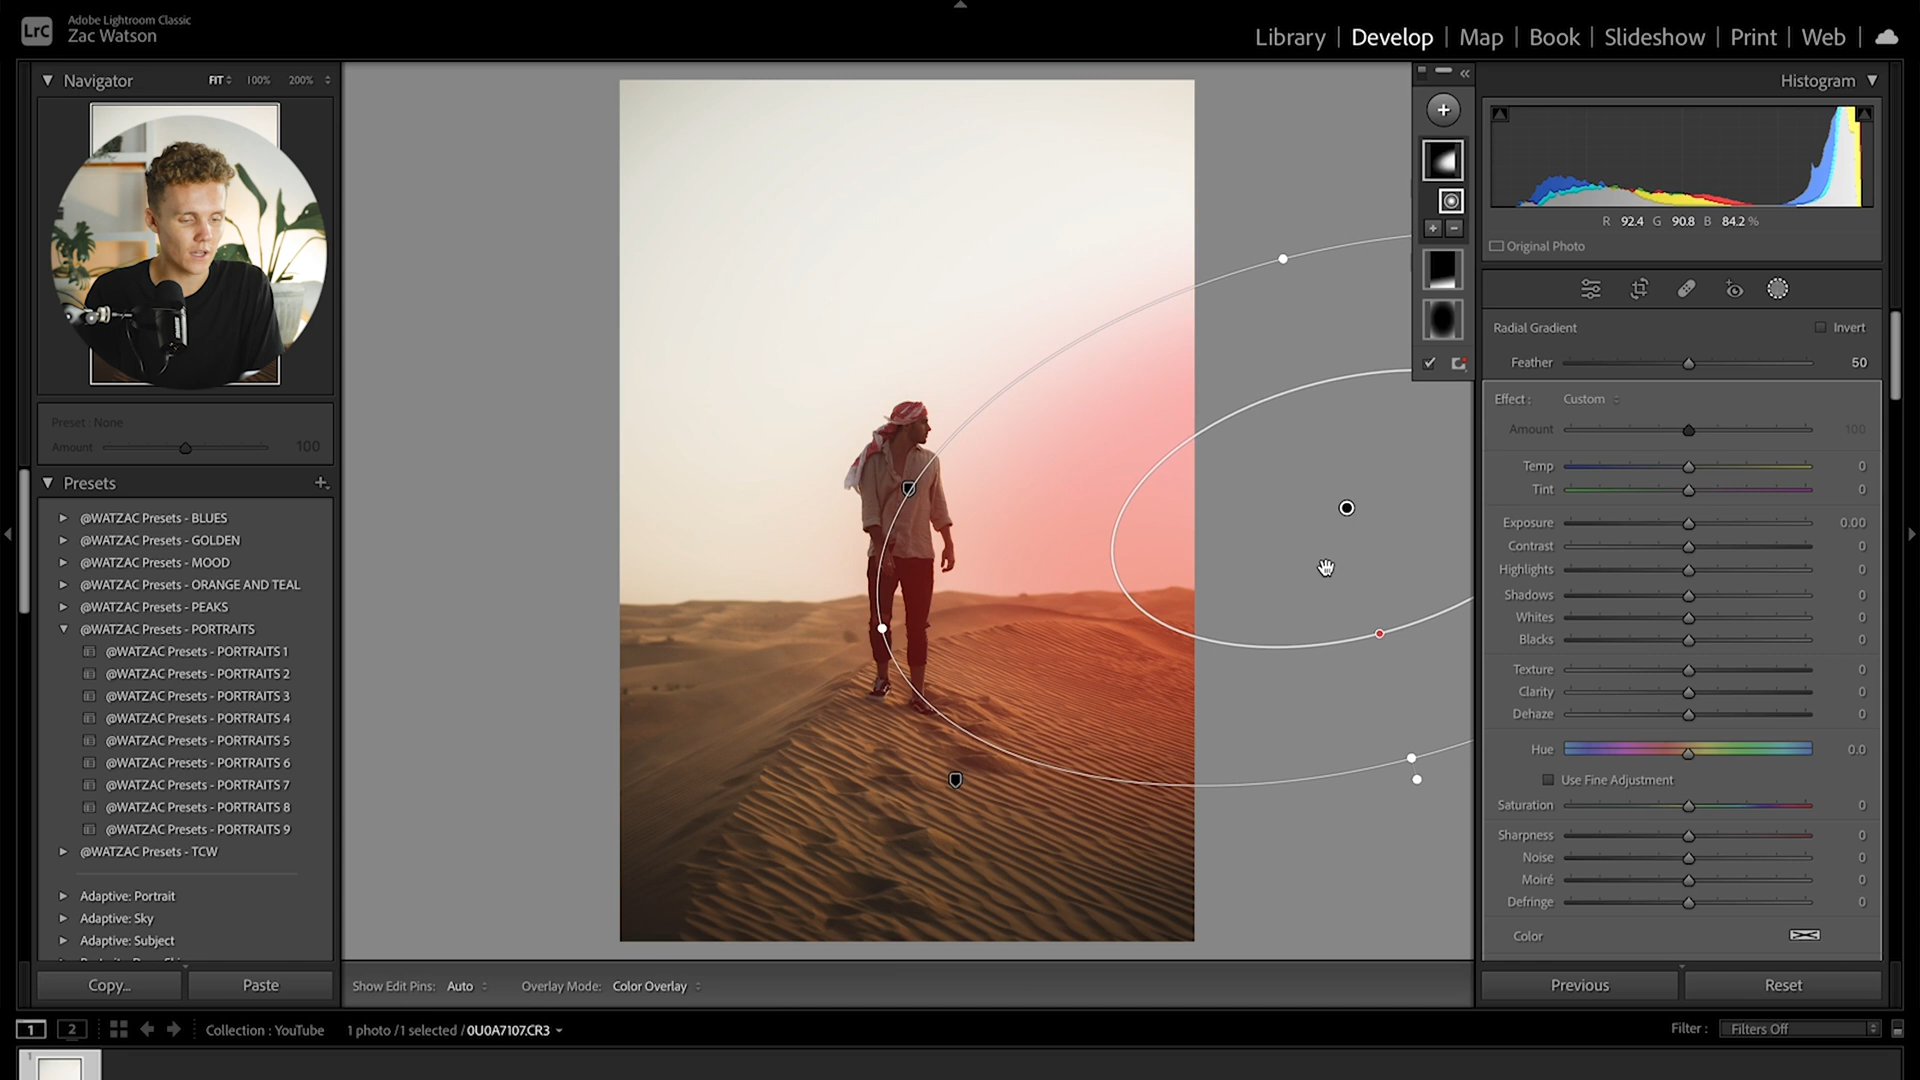 LrC
Adobe Lightroom Classic
Zac Watson
Library | Develop | Map | Book | Slideshow | Print | Web |
Navigator
FIT 100% 200%
Preset : None
Amount 100
Presets
@WATZAC Presets - BLUES
@WATZAC Presets - GOLDEN
@WATZAC Presets - MOOD
@WATZAC Presets - ORANGE AND TEAL
@WATZAC Presets - PEAKS
@WATZAC Presets - PORTRAITS
@WATZAC Presets - PORTRAITS 1
@WATZAC Presets - PORTRAITS 2
@WATZAC Presets - PORTRAITS 3
@WATZAC Presets - PORTRAITS 4
@WATZAC Presets - PORTRAITS 5
@WATZAC Presets - PORTRAITS 6
@WATZAC Presets - PORTRAITS 7
@WATZAC Presets - PORTRAITS 8
@WATZAC Presets - PORTRAITS 9
@WATZAC Presets - TCW
Adaptive: Portrait
Adaptive: Sky
Adaptive: Subject
Copy... Paste
Show Edit Pins: Auto Overlay Mode: Color Overlay
Histogram
R 92.4 G 90.8 B 84.2 %
Original Photo
Radial Gradient Invert
Feather 50
Effect : Custom
Amount 100
Temp 0
Tint 0
Exposure 0.00
Contrast 0
Highlights 0
Shadows 0
Whites 0
Blacks 0
Texture 0
Clarity 0
Dehaze 0
Hue 0.0
Use Fine Adjustment
Saturation 0
Sharpness 0
Noise 0
Moiré 0
Defringe 0
Color
Previous Reset
1 2 Collection : YouTube 1 photo /1 selected /0U0A7107.CR3 Filter : Filters Off
1